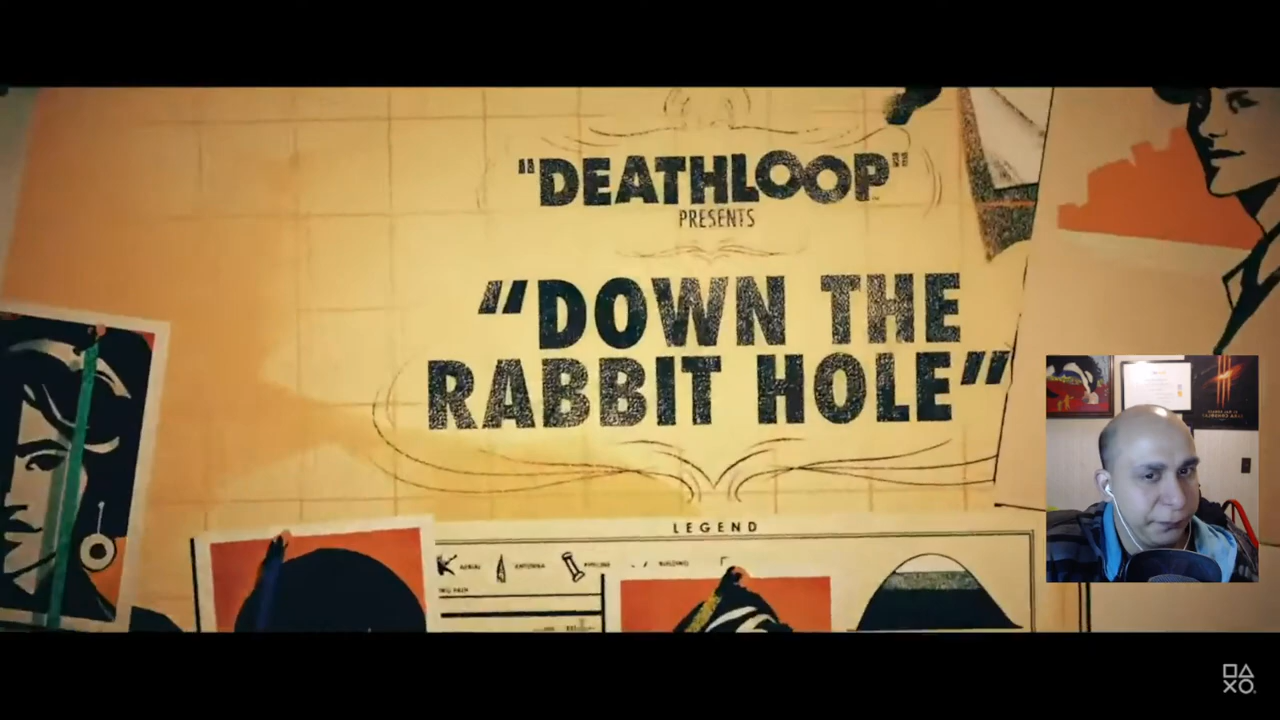 "DEATHLOOP"
PRESENTS
"DOWN THE
RABBIT HOLE"
LEGEND